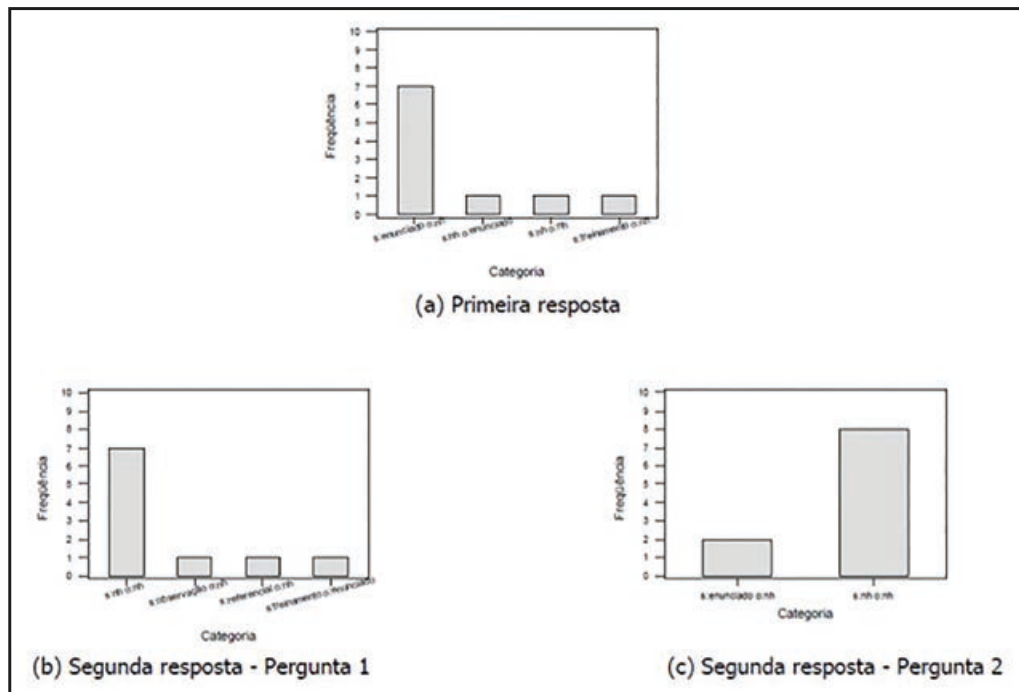 10
9
8
7
6
5
4
3
2
1
0
Freqüência
s.enunciado o.nh
s.nh o.enunciado
s.nh o.nh
s.treinamento o.nh
Categoria
(a) Primeira resposta
10
9
8
7
6
5
4
3
2
1
0
Freqüência
s.nh o.nh
s.observação o.nh
s.referencial o.nh
s.treinamento o.enunciado
Categoria
(b) Segunda resposta - Pergunta 1
10
9
8
7
6
5
4
3
2
1
0
Freqüência
s.enunciado o.nh
s.nh o.nh
Categoria
(c) Segunda resposta - Pergunta 2